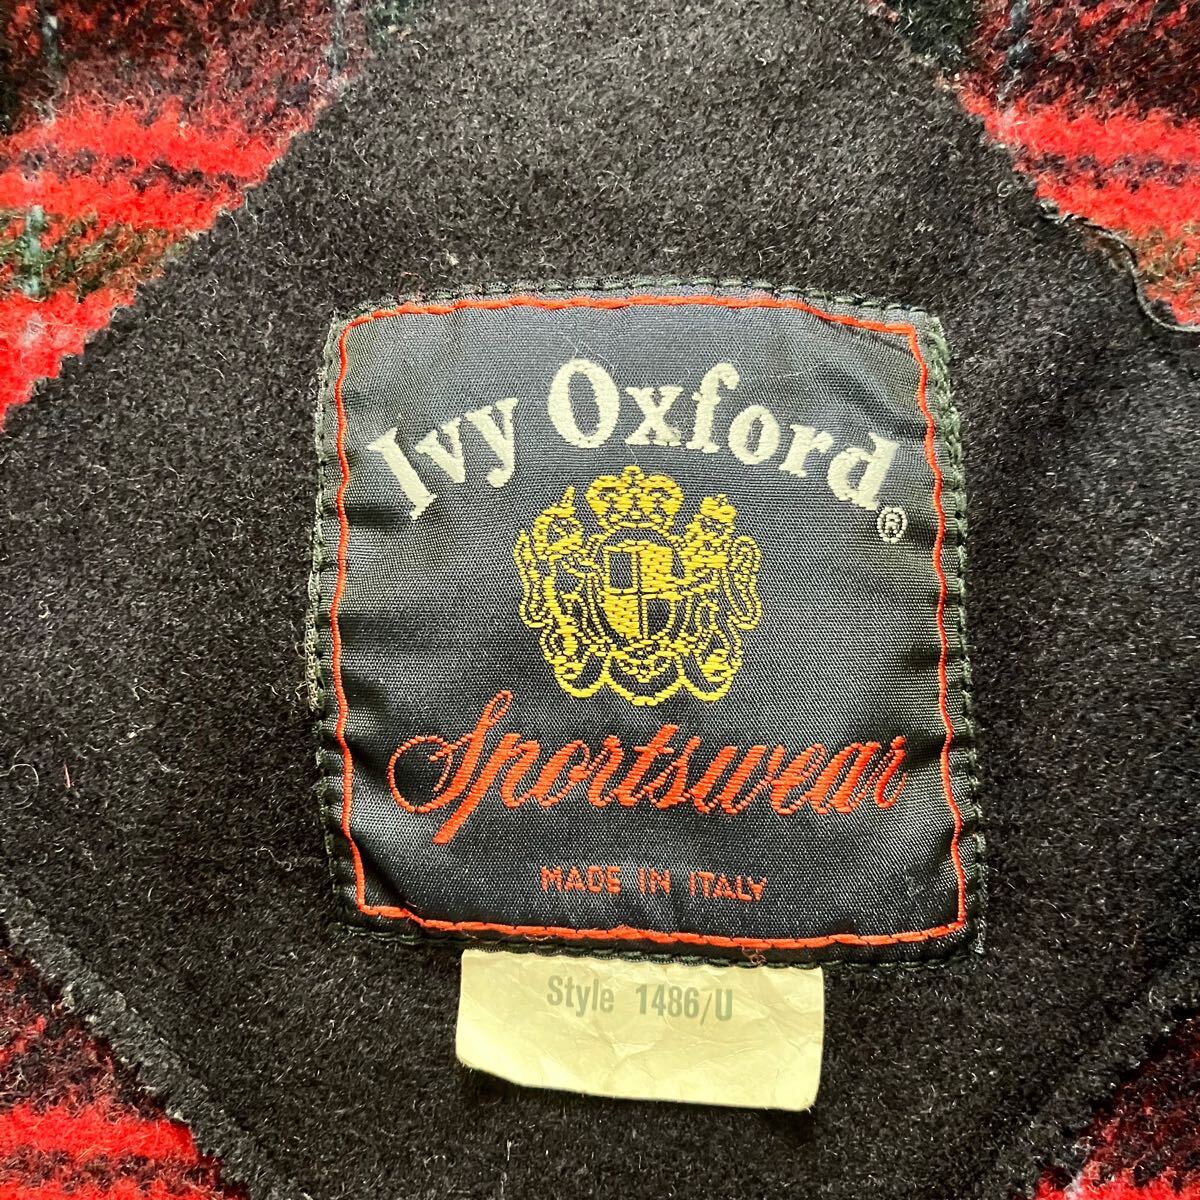 Ivy Oxford®
Sportswear
MADE IN ITALY
Style 1486/U